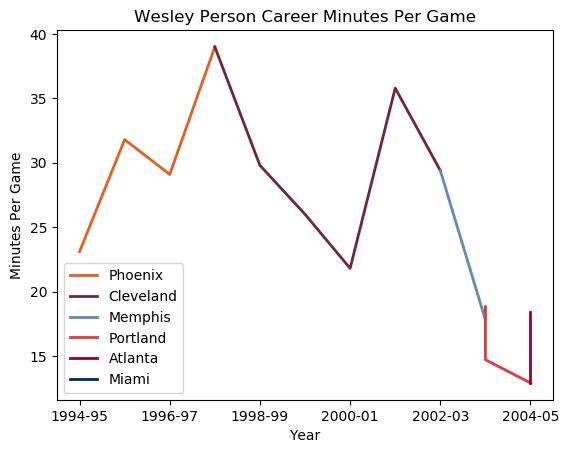 Wesley Person Career Minutes Per Game
40
35
30
25
20
15
Minutes Per Game
Phoenix
Cleveland
Memphis
Portland
Atlanta
Miami
1994-95 1996-97 1998-99 2000-01 2002-03 2004-05
Year